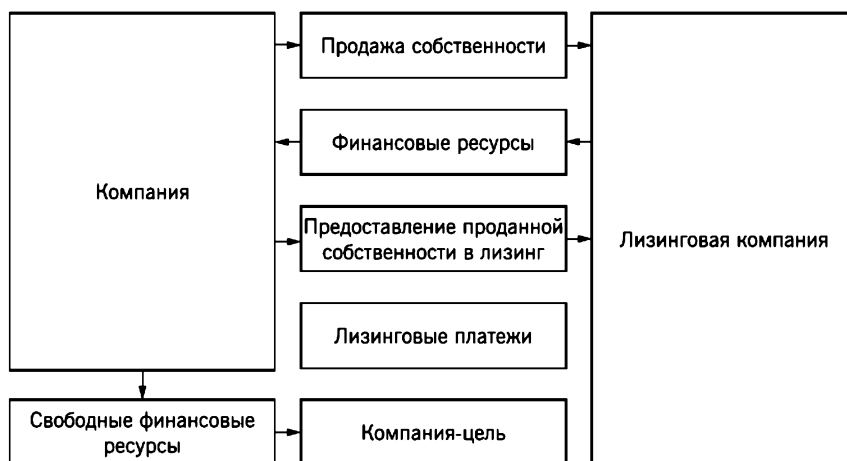 Продажа собственности
Финансовые ресурсы
Компания
Предоставление проданной
собственности в лизинг
Лизинговая компания
Лизинговые платежи
Свободные финансовые
ресурсы
Компания-цель